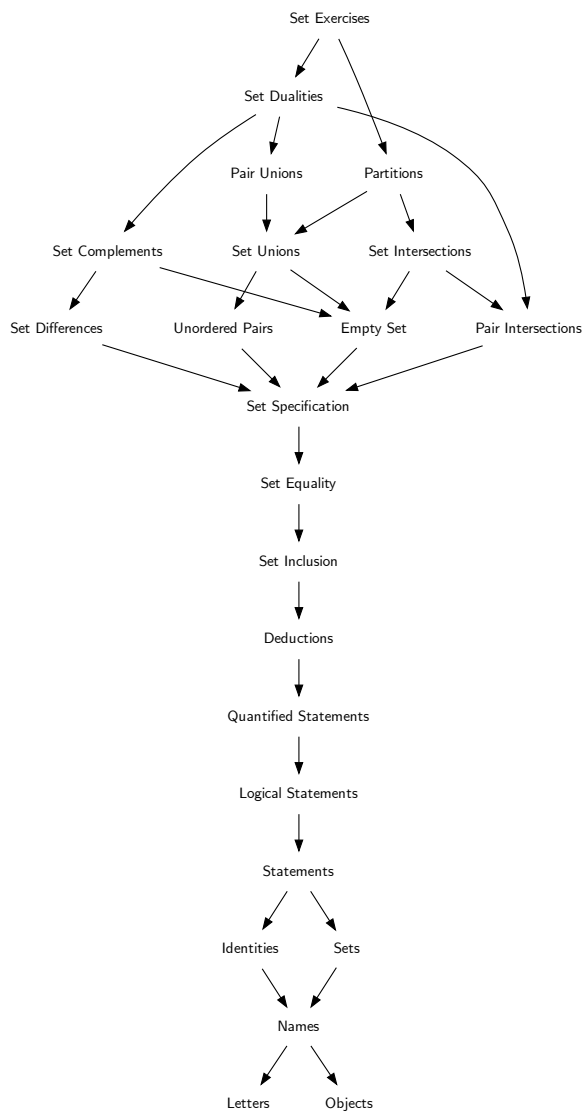 Set Exercises
Set Dualities
Pair Unions
Partitions
Set Complements
Set Unions
Set Intersections
Set Differences
Unordered Pairs
Empty Set
Pair Intersections
Set Specification
Set Equality
Set Inclusion
Deductions
Quantified Statements
Logical Statements
Statements
Identities
Sets
Names
Letters
Objects